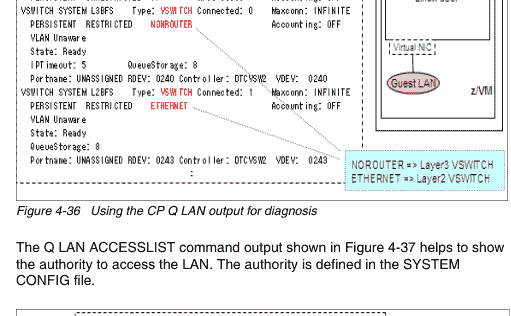 VSWITCH SYSTEM L3BFS Type: VSWITCH Connected: 0 Maxconn: INFINITE
PERSISTENT RESTRICTED NONROUTER Accounting: OFF
VLAN Unaware
State: Ready
IPTimeout: 5 QueueStorage: 8
Portname: UNASSIGNED RDEV: 0240 Controller: DTCVSW2 VDEV: 0240
VSWITCH SYSTEM L2BFS Type: VSWITCH Connected: 1 Maxconn: INFINITE
PERSISTENT RESTRICTED ETHERNET Accounting: OFF
VLAN Unaware
State: Ready
QueueStorage: 8
Portname: UNASSIGNED RDEV: 0243 Controller: DTCVSW2 VDEV: 0243
:
Virtual NIC
Guest LAN
z/VM
NOROUTER => Layer3 VSWITCH
ETHERNET => Layer2 VSWITCH
Figure 4-36 Using the CP Q LAN output for diagnosis
The Q LAN ACCESSLIST command output shown in Figure 4-37 helps to show
the authority to access the LAN. The authority is defined in the SYSTEM
CONFIG file.